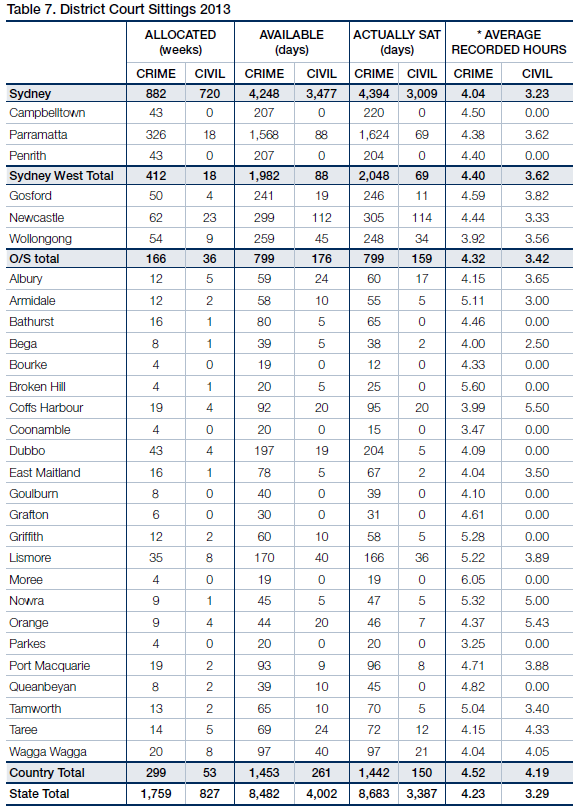 Table 7. District Court Sittings 2013
ALLOCATED (weeks) AVAILABLE (days) ACTUALLY SAT (days) * AVERAGE RECORDED HOURS
CRIME CIVIL CRIME CIVIL CRIME CIVIL CRIME CIVIL
Sydney 882 720 4,248 3,477 4,394 3,009 4.04 3.23
Campbelltown 43 0 207 0 220 0 4.50 0.00
Parramatta 326 18 1,568 88 1,624 69 4.38 3.62
Penrith 43 0 207 0 204 0 4.40 0.00
Sydney West Total 412 18 1,982 88 2,048 69 4.40 3.62
Gosford 50 4 241 19 246 11 4.59 3.82
Newcastle 62 23 299 112 305 114 4.44 3.33
Wollongong 54 9 259 45 248 34 3.92 3.56
O/S total 166 36 799 176 799 159 4.32 3.42
Albury 12 5 59 24 60 17 4.15 3.65
Armidale 12 2 58 10 55 5 5.11 3.00
Bathurst 16 1 80 5 65 0 4.46 0.00
Bega 8 1 39 5 38 2 4.00 2.50
Bourke 4 0 19 0 12 0 4.33 0.00
Broken Hill 4 1 20 5 25 0 5.60 0.00
Coffs Harbour 19 4 92 20 95 20 3.99 5.50
Coonamble 4 0 20 0 15 0 3.47 0.00
Dubbo 43 4 197 19 204 5 4.09 0.00
East Maitland 16 1 78 5 67 2 4.04 3.50
Goulburn 8 0 40 0 39 0 4.10 0.00
Grafton 6 0 30 0 31 0 4.61 0.00
Griffith 12 2 60 10 58 5 5.28 0.00
Lismore 35 8 170 40 166 36 5.22 3.89
Moree 4 0 19 0 19 0 6.05 0.00
Nowra 9 1 45 5 47 5 5.32 5.00
Orange 9 4 44 20 46 7 4.37 5.43
Parkes 4 0 20 0 20 0 3.25 0.00
Port Macquarie 19 2 93 9 96 8 4.71 3.88
Queanbeyan 8 2 39 10 45 0 4.82 0.00
Tamworth 13 2 65 10 70 5 5.04 3.40
Taree 14 5 69 24 72 12 4.15 4.33
Wagga Wagga 20 8 97 40 97 21 4.04 4.05
Country Total 299 53 1,453 261 1,442 150 4.52 4.19
State Total 1,759 827 8,482 4,002 8,683 3,387 4.23 3.29